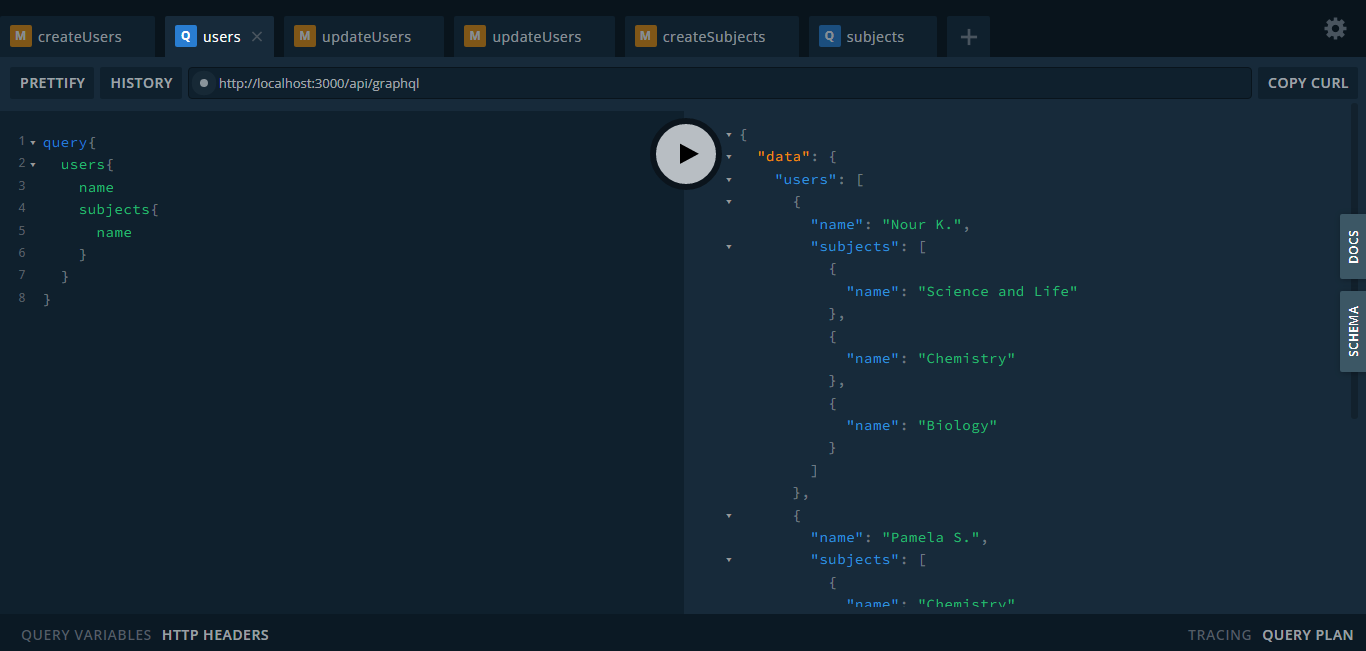 M createUsers Q users × M updateUsers M updateUsers M createSubjects Q subjects +
PRETTIFY HISTORY http://localhost:3000/api/graphql COPY CURL
1 query{
2 users{
3 name
4 subjects{
5 name
6 }
7 }
8 }
{
"data": {
"users": [
{
"name": "Nour K.",
"subjects": [
{
"name": "Science and Life"
},
{
"name": "Chemistry"
},
{
"name": "Biology"
}
]
},
{
"name": "Pamela S.",
"subjects": [
{
"name": "Chemistry"
DOCS
SCHEMA
QUERY VARIABLES HTTP HEADERS TRACING QUERY PLAN